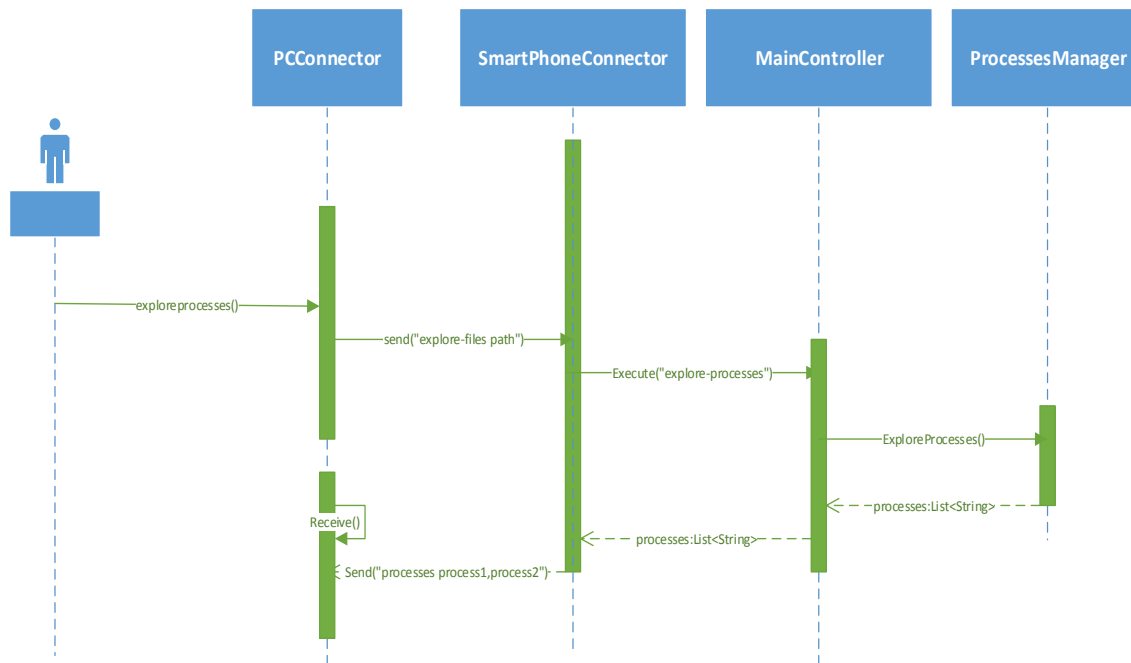 PCConnector
SmartPhoneConnector
MainController
ProcessesManager
exploreprocesses()
send("explore-files path")
Execute("explore-processes")
ExploreProcesses()
processes:List<String>
Receive()
processes:List<String>
Send("processes process1,process2")